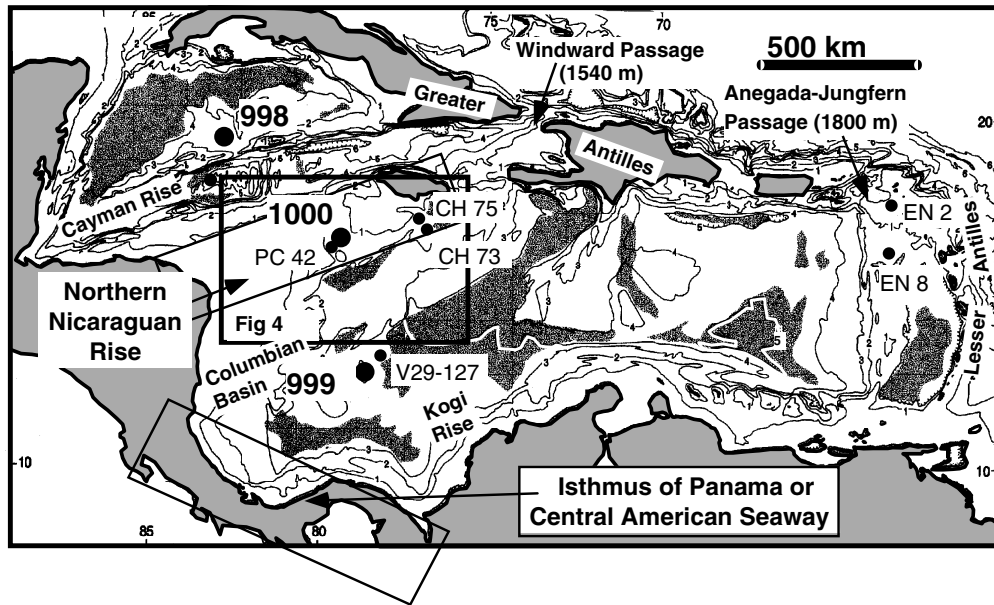 85
75
70
Windward Passage
(1540 m)
500 km
Anegada-Jungfern
Passage (1800 m)
Greater
998
20
Antilles
Cayman Rise
1000
CH 75
EN 2
PC 42
CH 73
EN 8
Lesser Antilles
Northern
Nicaraguan
Rise
Fig 4
Columbian
Basin
999
V29-127
Kogi
Rise
10
10
Isthmus of Panama or
Central American Seaway
85
80